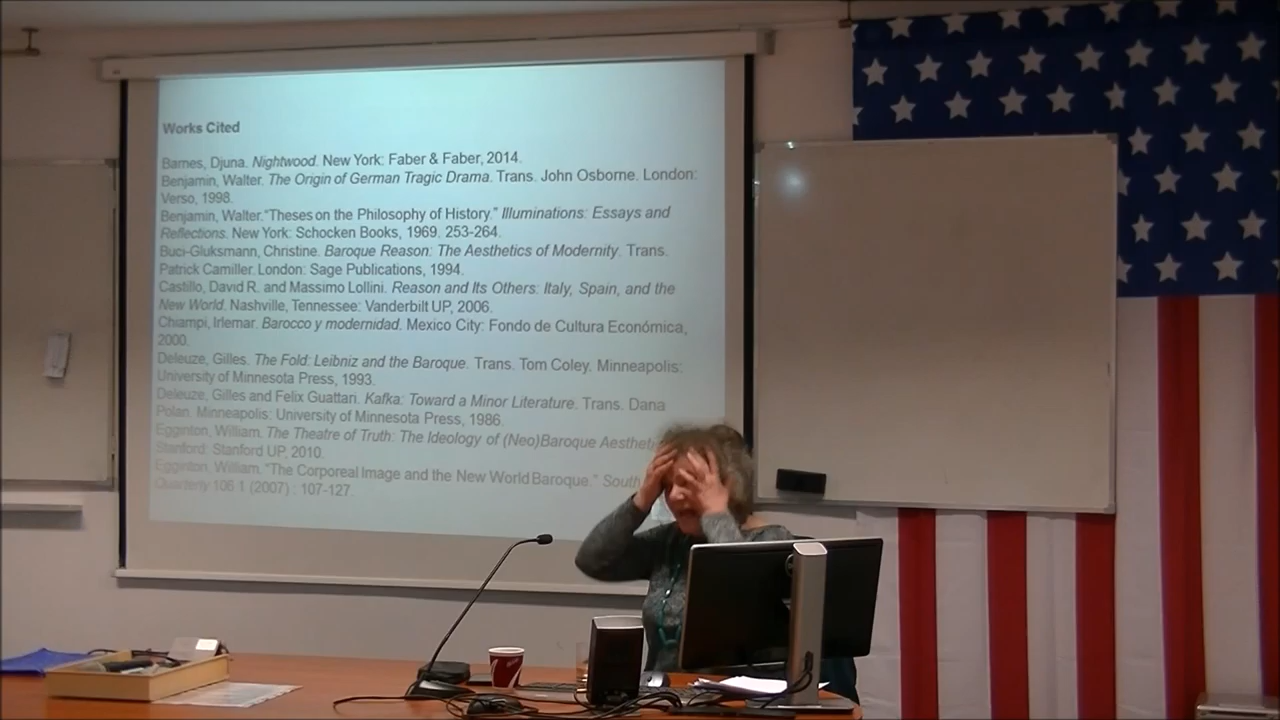 Works Cited
Barnes, Djuna. Nightwood. New York: Faber & Faber, 2014.
Benjamin, Walter. The Origin of German Tragic Drama. Trans. John Osborne. London:
Verso, 1998.
Benjamin, Walter. "Theses on the Philosophy of History." Illuminations: Essays and
Reflections. New York: Schocken Books, 1969. 253-264.
Buci-Gluksmann, Christine. Baroque Reason: The Aesthetics of Modernity. Trans.
Patrick Camiller. London: Sage Publications, 1994.
Castillo, David R. and Massimo Lollini. Reason and Its Others: Italy, Spain, and the
New World. Nashville, Tennessee: Vanderbilt UP, 2006.
Chiampi, Irlemar. Barocco y modernidad. Mexico City: Fondo de Cultura Económica,
2000.
Deleuze, Gilles. The Fold: Leibniz and the Baroque. Trans. Tom Coley. Minneapolis:
University of Minnesota Press, 1993.
Deleuze, Gilles and Felix Guattari. Kafka: Toward a Minor Literature. Trans. Dana
Polan. Minneapolis: University of Minnesota Press, 1986.
Egginton, William. The Theatre of Truth: The Ideology of (Neo)Baroque
Stanford: Stanford UP, 2010.
Egginton, William. "The Corporeal Image and the New World Baroque." South
Quarterly 106.1 (2007) : 107-127.